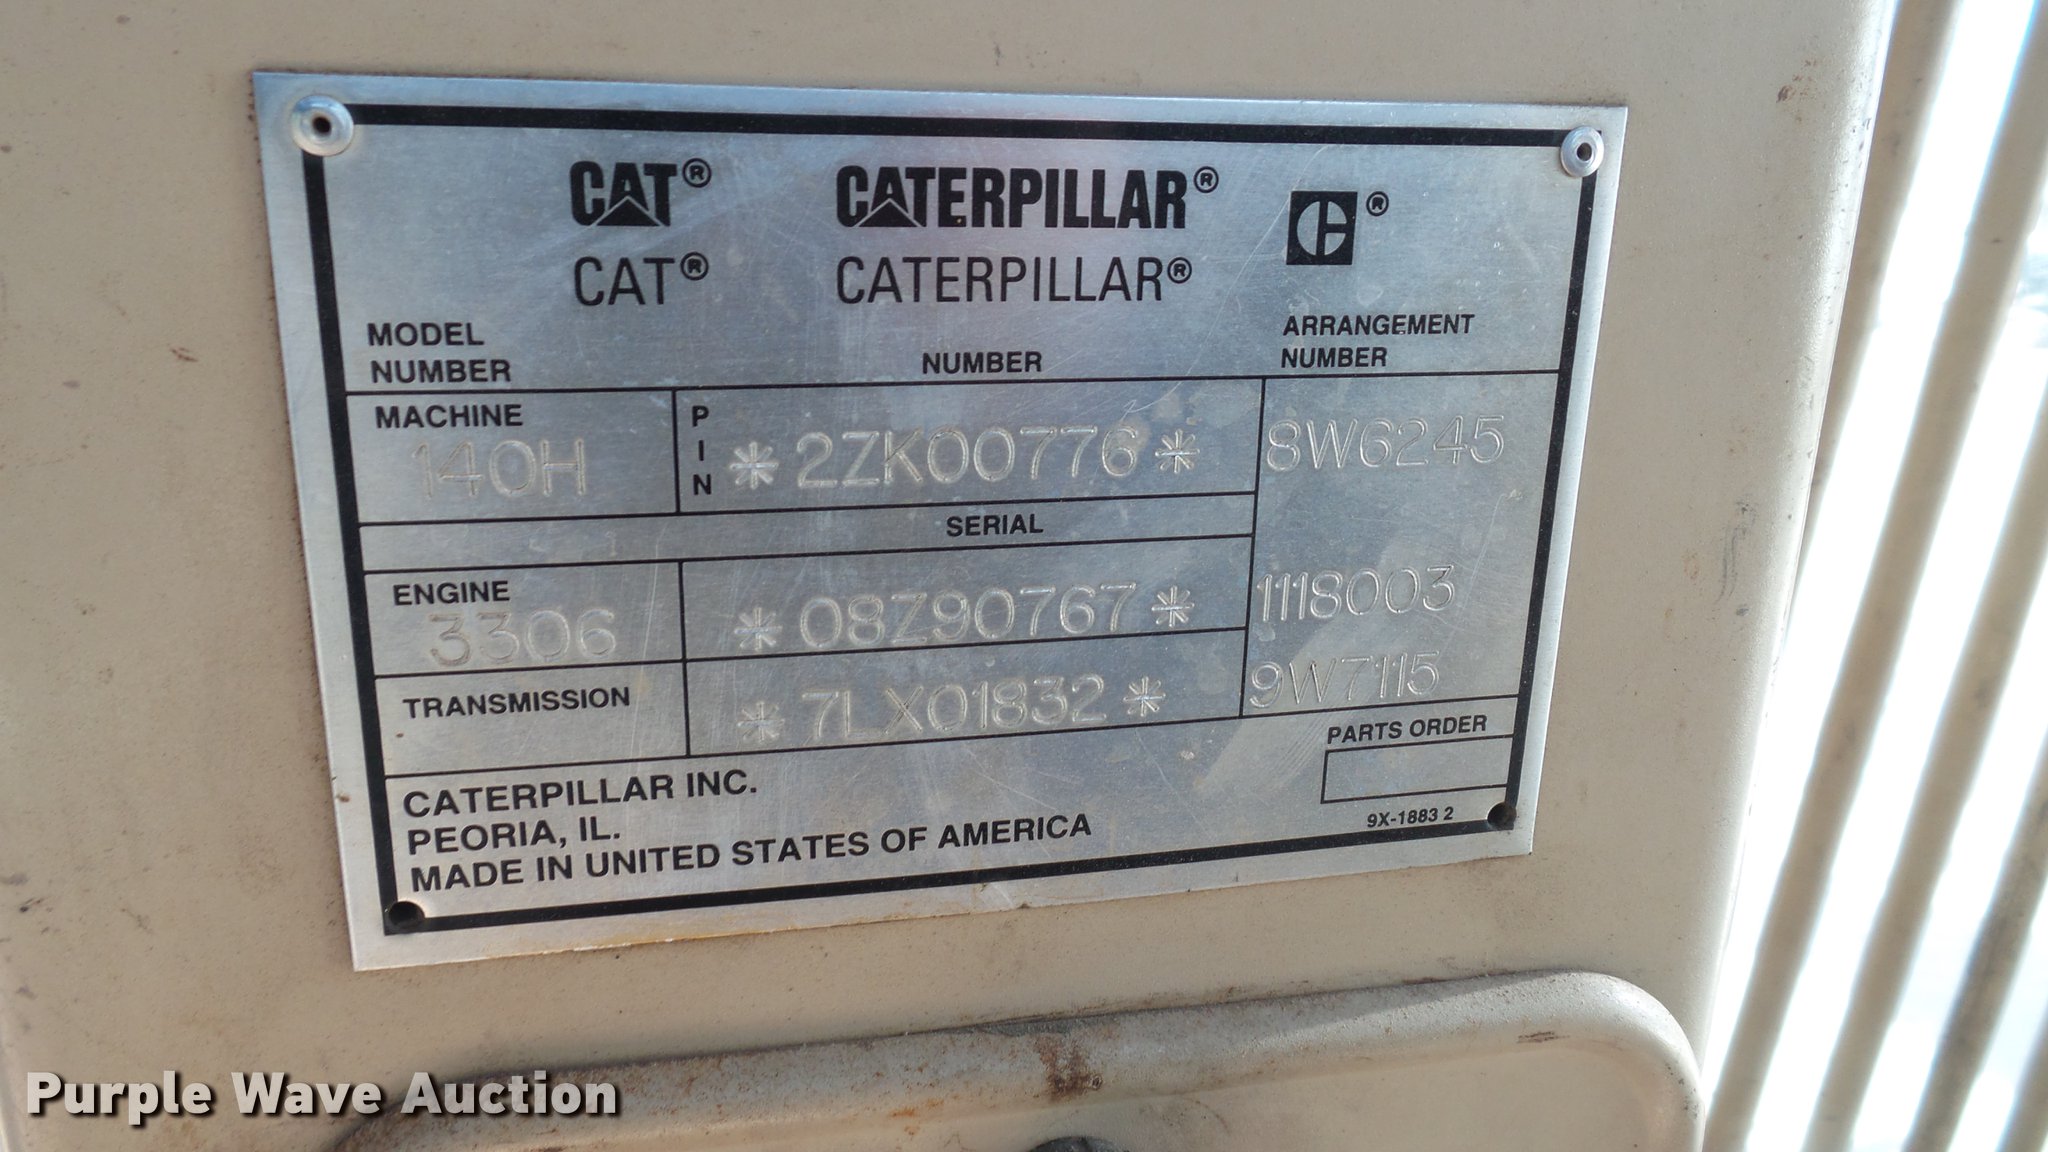 CAT® CATERPILLAR® ®
CAT® CATERPILLAR®
MODEL NUMBER
NUMBER
ARRANGEMENT NUMBER
MACHINE
140H
PIN
*2ZK00776*
8W6245
SERIAL
ENGINE
3306
*08Z90767*
1118003
TRANSMISSION
*7LX01832*
9W7115
PARTS ORDER
CATERPILLAR INC.
PEORIA, IL.
MADE IN UNITED STATES OF AMERICA
9X-1883 2
Purple Wave Auction